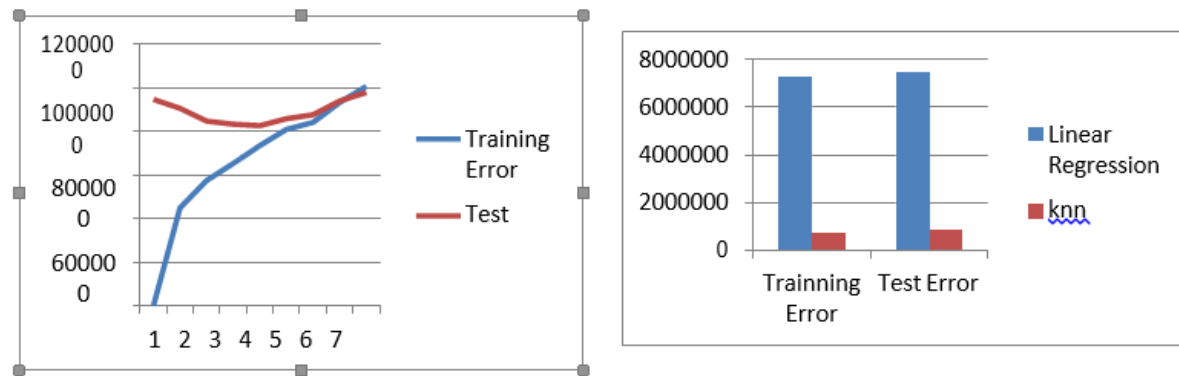 120000
0
100000
0
80000
0
60000
0
1 2 3 4 5 6 7
Training
Error
Test
8000000
6000000
4000000
2000000
0
Trainning
Error
Test Error
Linear
Regression
knn